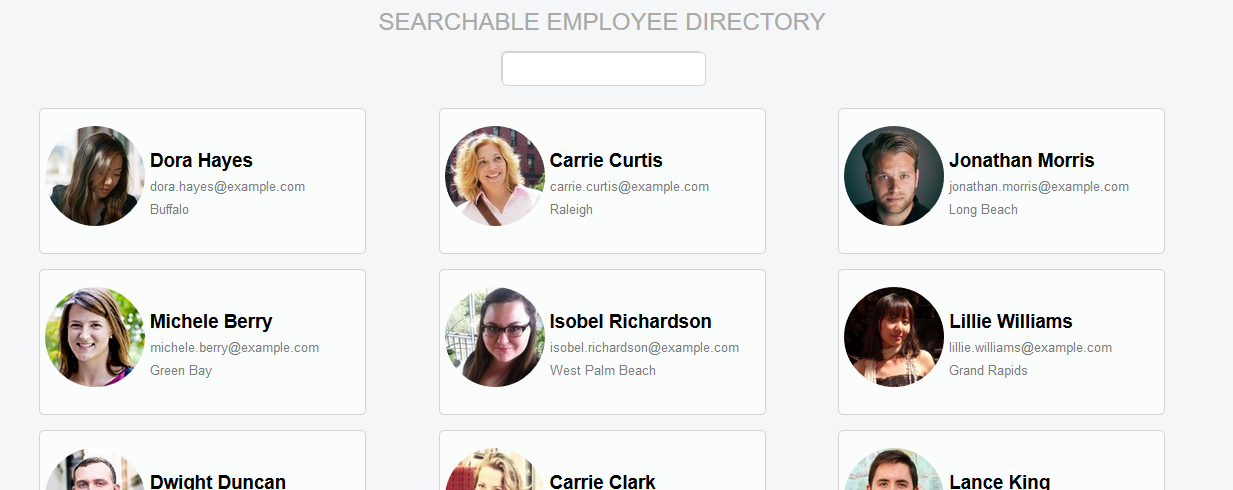 SEARCHABLE EMPLOYEE DIRECTORY
Dora Hayes
dora.hayes@example.com
Buffalo
Carrie Curtis
carrie.curtis@example.com
Raleigh
Jonathan Morris
jonathan.morris@example.com
Long Beach
Michele Berry
michele.berry@example.com
Green Bay
Isobel Richardson
isobel.richardson@example.com
West Palm Beach
Lillie Williams
lillie.williams@example.com
Grand Rapids
Dwight Duncan
Carrie Clark
Lance King